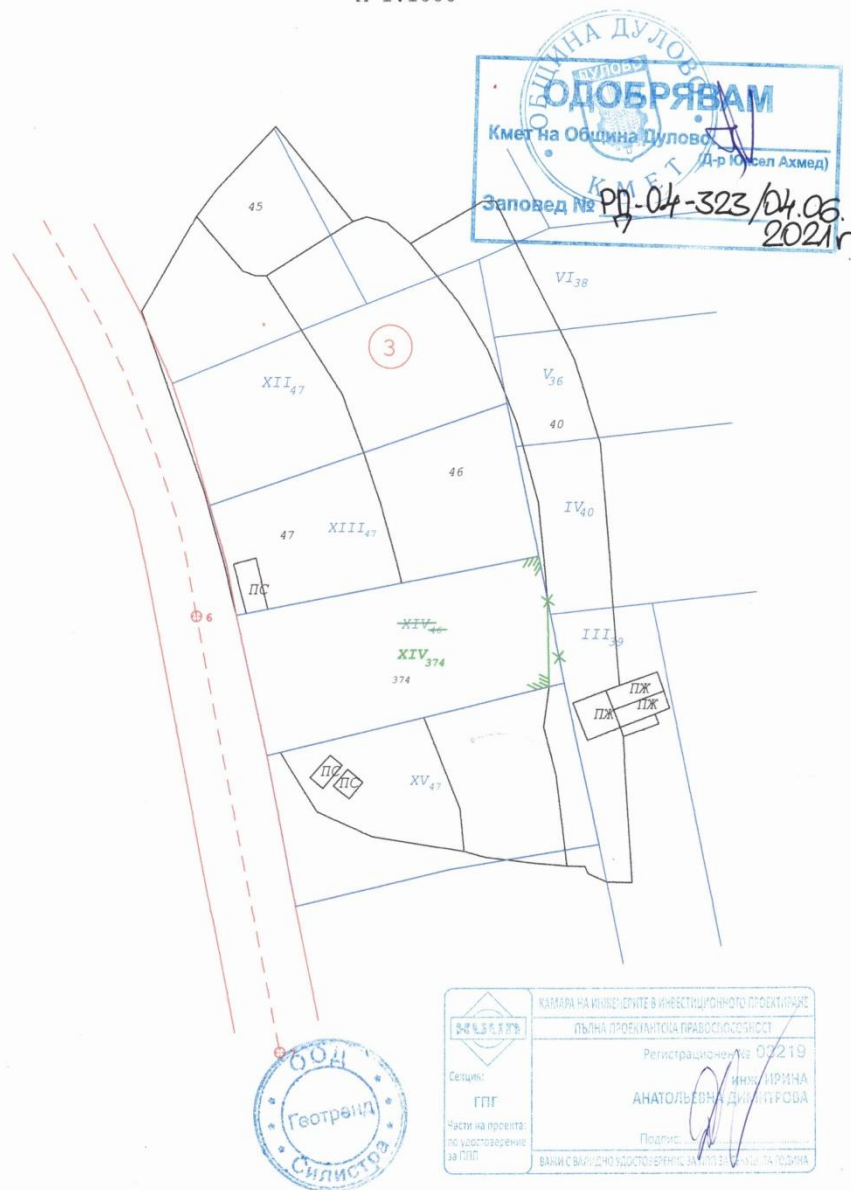 ОБЩИНА ДУЛОВО
ДУЛОВО
КМЕТ
ОДОБРЯВАМ
Кмет на Община Дулово
(Д-р Юксел Ахмед)
Заповед № РД-04-323/04.06.
2021г
45
VI38
3
XII47
V36
40
46
47
XIII47
IV40
ПС
6
XIV46
XIV374
374
III39
ПЖ
ПЖ
ПЖ
ПС
ПС
XV47
ООД
Геотренд
Силистра
КАМАРА НА ИНЖЕНЕРИТЕ В ИНВЕСТИЦИОННОТО ПРОЕКТИРАНЕ
ПЪЛНА ПРОЕКТАНТСКА ПРАВОСПОСОБНОСТ
Регистрационен № 03219
Секция:
ГПГ
инж. ИРИНА
АНАТОЛЬЕВНА ДИМИТРОВА
Части на проекта:
по удостоверение
за ППП
Подпис: